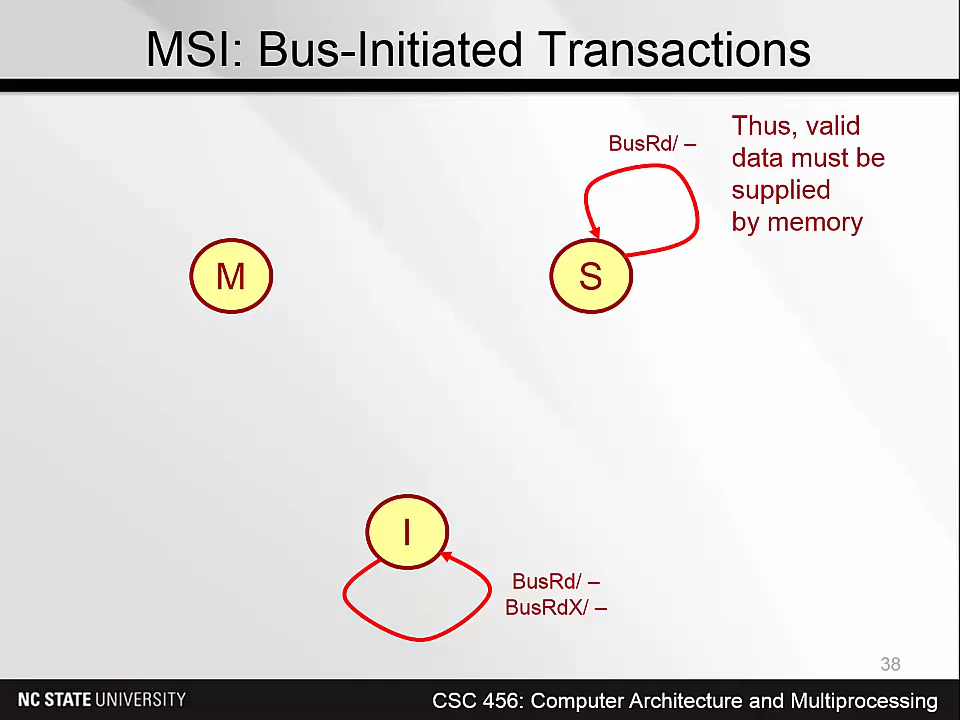 MSI: Bus-Initiated Transactions
BusRd/ –
Thus, valid
data must be
supplied
by memory
M
S
I
BusRd/ –
BusRdX/ –
38
NC STATE UNIVERSITY
CSC 456: Computer Architecture and Multiprocessing